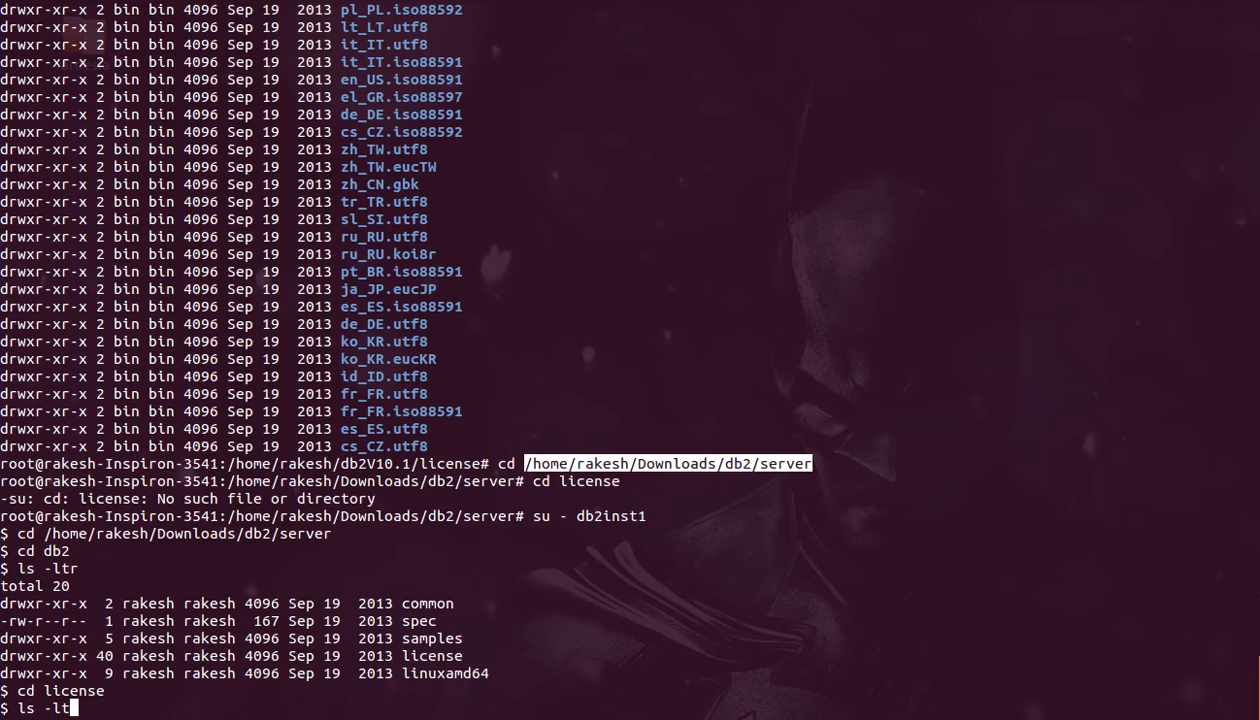 drwxr-xr-x 2 bin bin 4096 Sep 19  2013 pl_PL.iso88592
drwxr-xr-x 2 bin bin 4096 Sep 19  2013 lt_LT.utf8
drwxr-xr-x 2 bin bin 4096 Sep 19  2013 it_IT.utf8
drwxr-xr-x 2 bin bin 4096 Sep 19  2013 it_IT.iso88591
drwxr-xr-x 2 bin bin 4096 Sep 19  2013 en_US.iso88591
drwxr-xr-x 2 bin bin 4096 Sep 19  2013 el_GR.iso88597
drwxr-xr-x 2 bin bin 4096 Sep 19  2013 de_DE.iso88591
drwxr-xr-x 2 bin bin 4096 Sep 19  2013 cs_CZ.iso88592
drwxr-xr-x 2 bin bin 4096 Sep 19  2013 zh_TW.utf8
drwxr-xr-x 2 bin bin 4096 Sep 19  2013 zh_TW.eucTW
drwxr-xr-x 2 bin bin 4096 Sep 19  2013 zh_CN.gbk
drwxr-xr-x 2 bin bin 4096 Sep 19  2013 tr_TR.utf8
drwxr-xr-x 2 bin bin 4096 Sep 19  2013 sl_SI.utf8
drwxr-xr-x 2 bin bin 4096 Sep 19  2013 ru_RU.utf8
drwxr-xr-x 2 bin bin 4096 Sep 19  2013 ru_RU.koi8r
drwxr-xr-x 2 bin bin 4096 Sep 19  2013 pt_BR.iso88591
drwxr-xr-x 2 bin bin 4096 Sep 19  2013 ja_JP.eucJP
drwxr-xr-x 2 bin bin 4096 Sep 19  2013 es_ES.iso88591
drwxr-xr-x 2 bin bin 4096 Sep 19  2013 de_DE.utf8
drwxr-xr-x 2 bin bin 4096 Sep 19  2013 ko_KR.utf8
drwxr-xr-x 2 bin bin 4096 Sep 19  2013 ko_KR.eucKR
drwxr-xr-x 2 bin bin 4096 Sep 19  2013 id_ID.utf8
drwxr-xr-x 2 bin bin 4096 Sep 19  2013 fr_FR.utf8
drwxr-xr-x 2 bin bin 4096 Sep 19  2013 fr_FR.iso88591
drwxr-xr-x 2 bin bin 4096 Sep 19  2013 es_ES.utf8
drwxr-xr-x 2 bin bin 4096 Sep 19  2013 cs_CZ.utf8
root@rakesh-Inspiron-3541:/home/rakesh/db2V10.1/license# cd /home/rakesh/Downloads/db2/server
root@rakesh-Inspiron-3541:/home/rakesh/Downloads/db2/server# cd license
-su: cd: license: No such file or directory
root@rakesh-Inspiron-3541:/home/rakesh/Downloads/db2/server# su - db2inst1
$ cd /home/rakesh/Downloads/db2/server
$ cd db2
$ ls -ltr
total 20
drwxr-xr-x  2 rakesh rakesh 4096 Sep 19  2013 common
-rw-r--r--  1 rakesh rakesh  167 Sep 19  2013 spec
drwxr-xr-x  5 rakesh rakesh 4096 Sep 19  2013 samples
drwxr-xr-x 40 rakesh rakesh 4096 Sep 19  2013 license
drwxr-xr-x  9 rakesh rakesh 4096 Sep 19  2013 linuxamd64
$ cd license
$ ls -lt